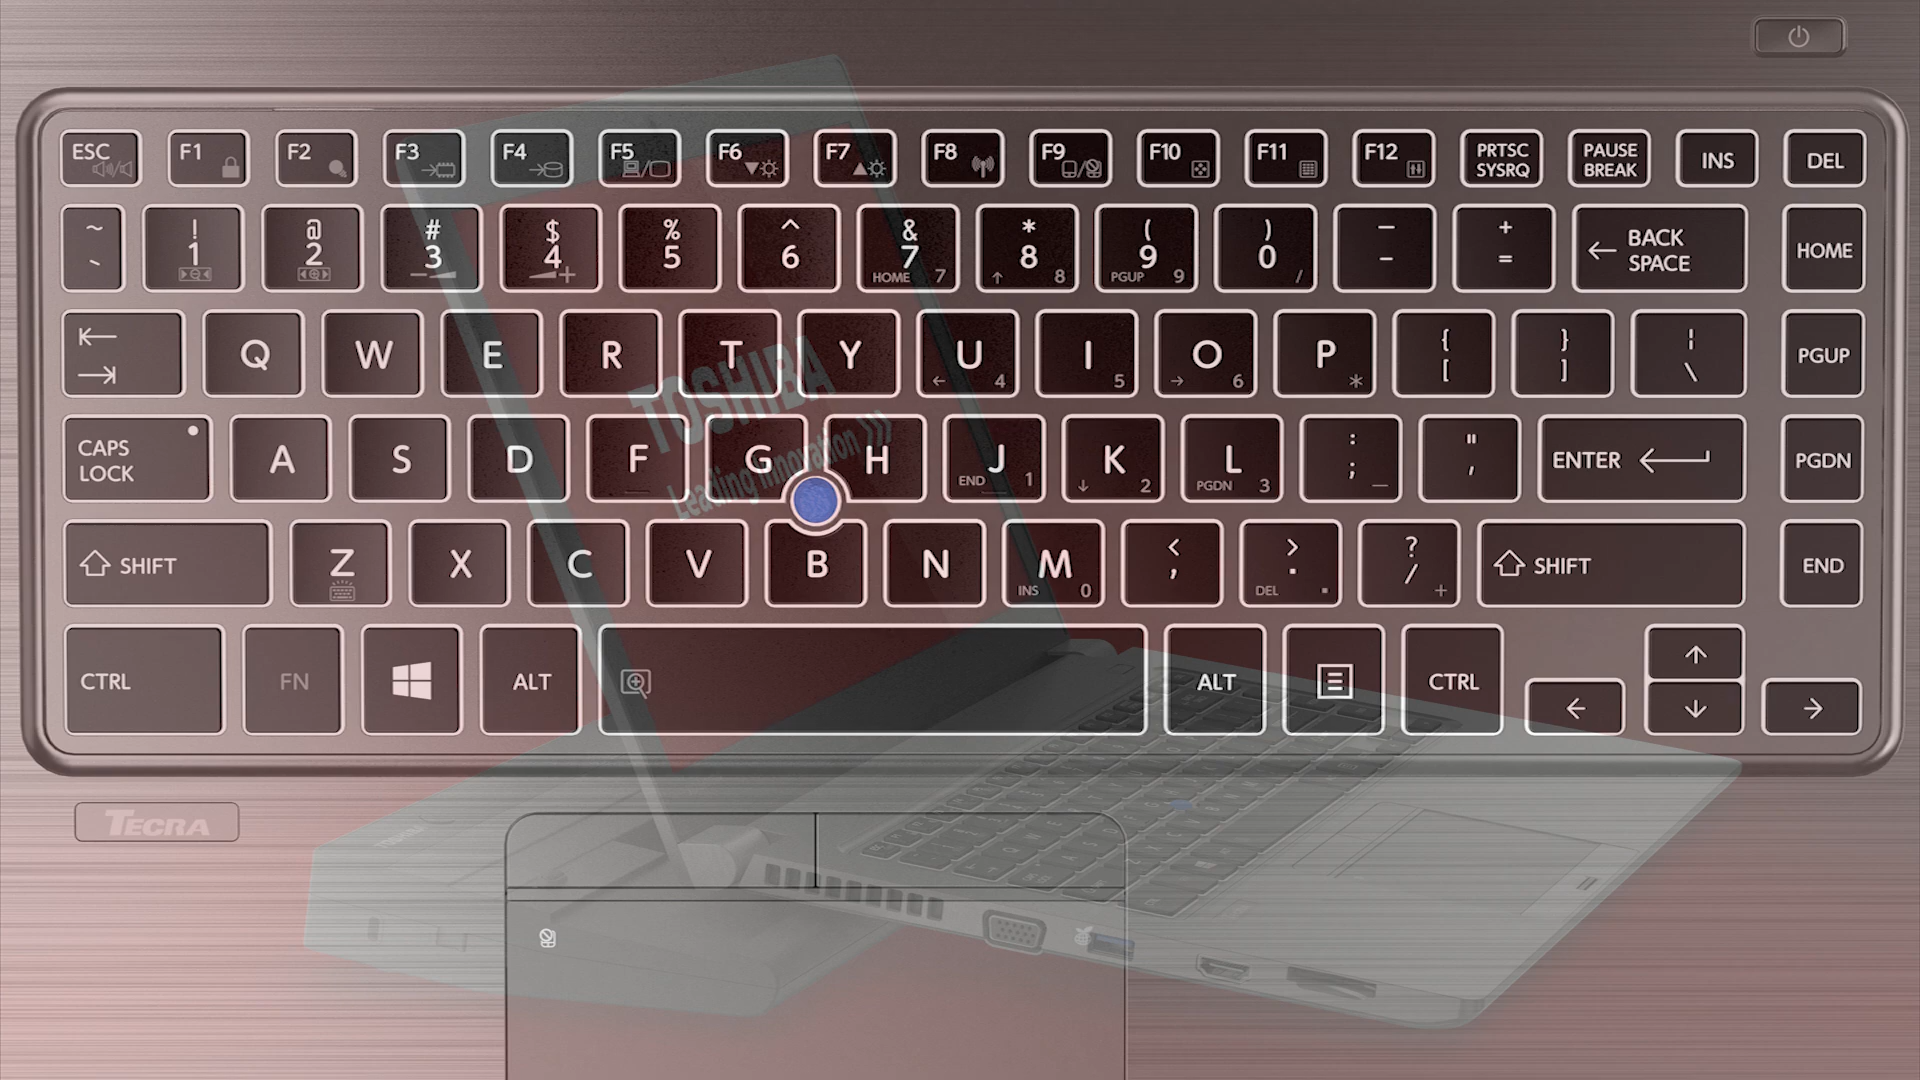 ESC F1 F2 F3 F4 F5 F6 F7 F8 F9 F10 F11 F12 PRTSC SYSRQ PAUSE BREAK INS DEL
~ ! @ # $ % ^ & * ( ) _ +
` 1 2 3 4 5 6 7 8 9 0 - = BACK SPACE HOME
HOME 7 ↑ 8 PGUP 9 /
Q W E R T Y U I O P { [ } ] ¦ \ PGUP
← 4 5 → 6 *
TOSHIBA
Leading Innovation >>>
CAPS LOCK A S D F G H J K L : ; " ' ENTER PGDN
END 1 ↓ 2 PGDN 3 _
SHIFT Z X C V B N M < , > . ? / SHIFT END
INS 0 DEL . +
CTRL FN ALT ALT CTRL ↑
← ↓ →
TECRA